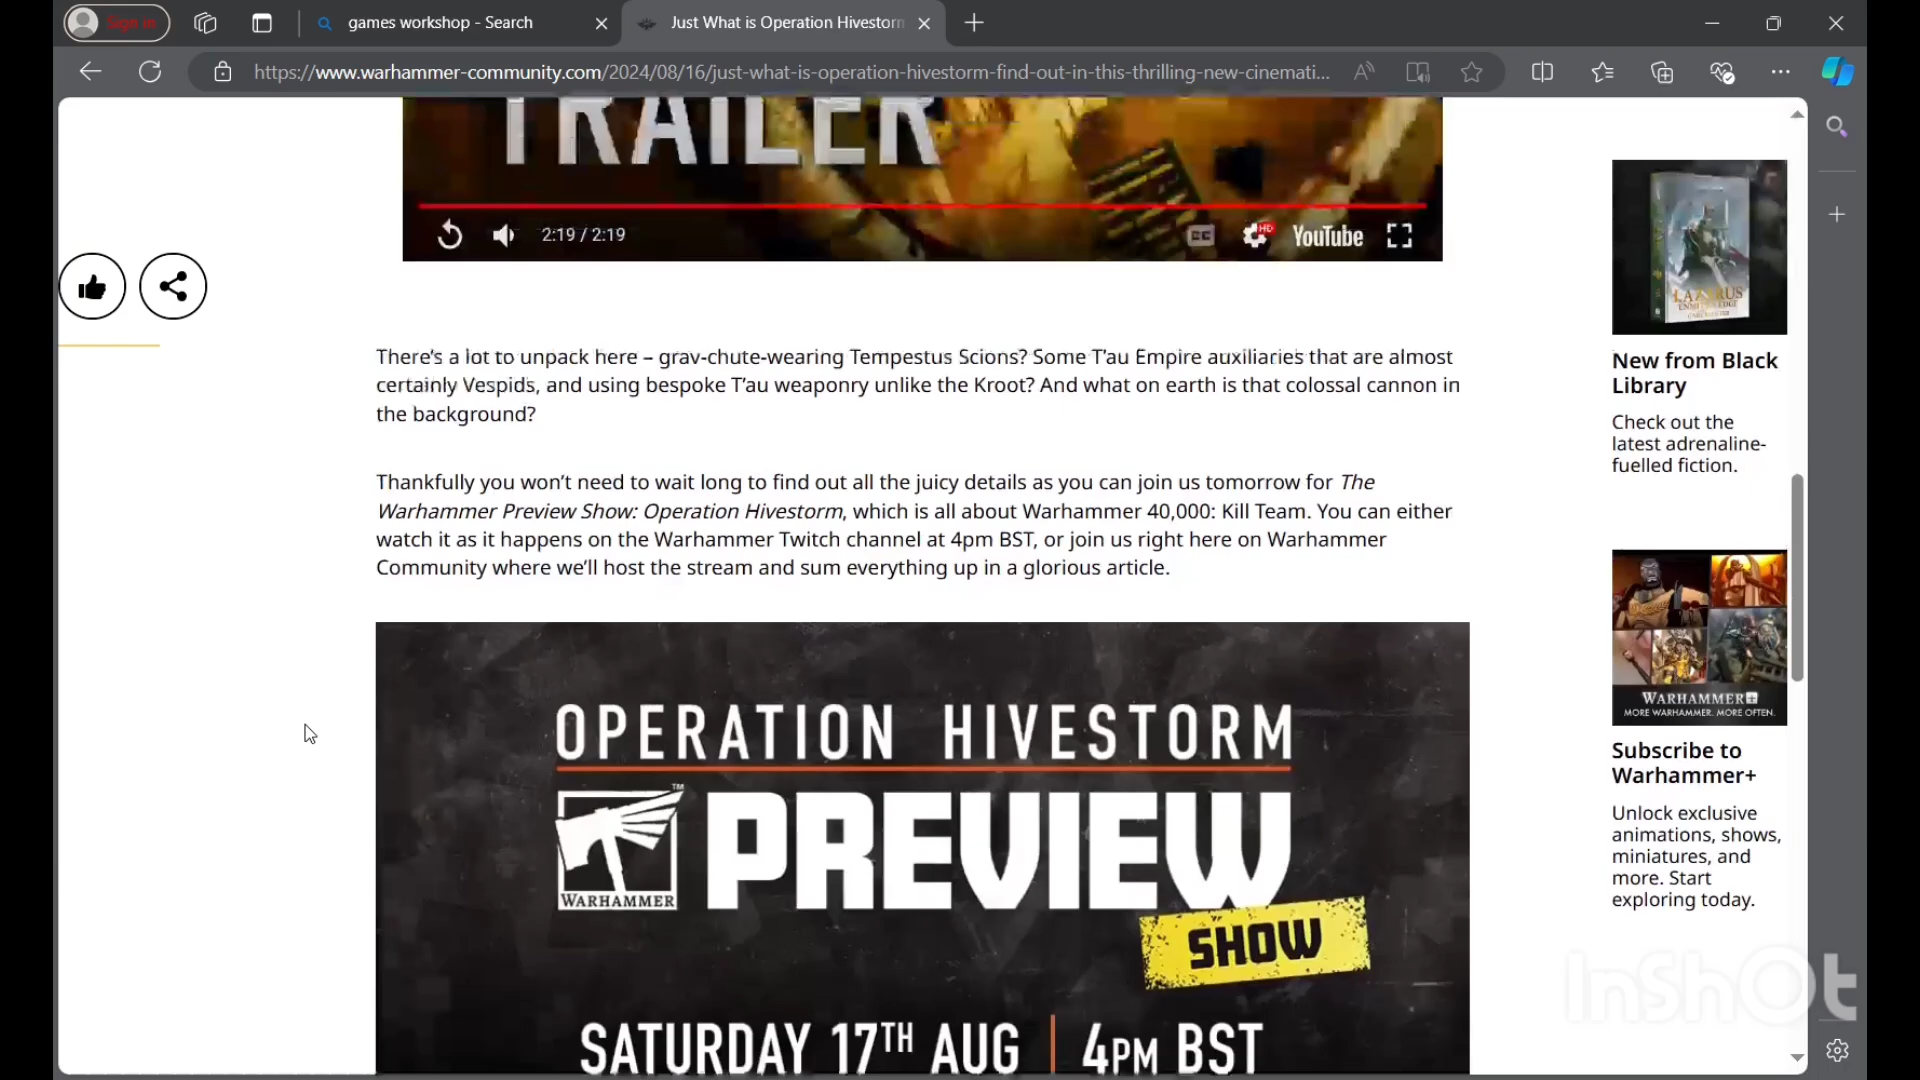 Sign in
games workshop - Search
Just What is Operation Hivestorm
https://www.warhammer-community.com/2024/08/16/just-what-is-operation-hivestorm-find-out-in-this-thrilling-new-cinemati...
TRAILER
2:19 / 2:19
CC
HD
YouTube
There's a lot to unpack here – grav-chute-wearing Tempestus Scions? Some T'au Empire auxiliaries that are almost
certainly Vespids, and using bespoke T'au weaponry unlike the Kroot? And what on earth is that colossal cannon in
the background?
Thankfully you won't need to wait long to find out all the juicy details as you can join us tomorrow for The
Warhammer Preview Show: Operation Hivestorm, which is all about Warhammer 40,000: Kill Team. You can either
watch it as it happens on the Warhammer Twitch channel at 4pm BST, or join us right here on Warhammer
Community where we'll host the stream and sum everything up in a glorious article.
OPERATION HIVESTORM
WARHAMMER
TM
PREVIEW
SHOW
SATURDAY 17TH AUG | 4PM BST
LAZARUS
New from Black
Library
Check out the
latest adrenaline-
fuelled fiction.
WARHAMMER+
MORE WARHAMMER. MORE OFTEN.
Subscribe to
Warhammer+
Unlock exclusive
animations, shows,
miniatures, and
more. Start
exploring today.
InShOt